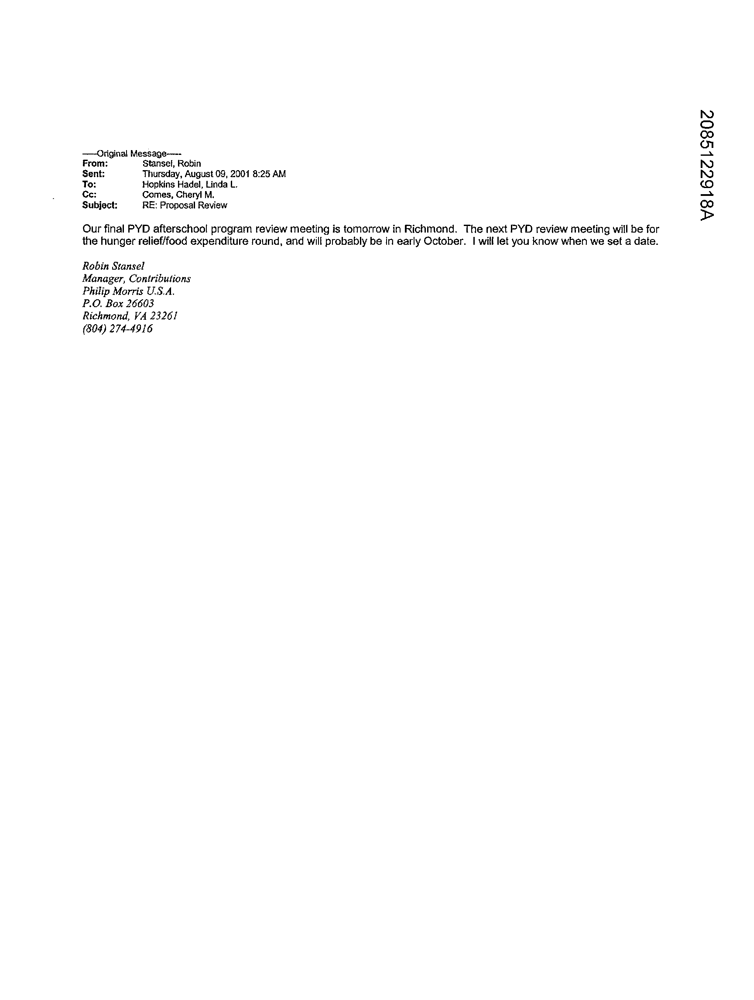 -----Original Message-----
From: Stansel, Robin
Sent: Thursday, August 09, 2001 8:25 AM
To: Hopkins Hadel, Linda L.
Cc: Comes, Cheryl M.
Subject: RE: Proposal Review
Our final PYD afterschool program review meeting is tomorrow in Richmond. The next PYD review meeting will be for
the hunger relief/food expenditure round, and will probably be in early October. I will let you know when we set a date.
Robin Stansel
Manager, Contributions
Philip Morris U.S.A.
P.O. Box 26603
Richmond, VA 23261
(804) 274-4916
2085122918A